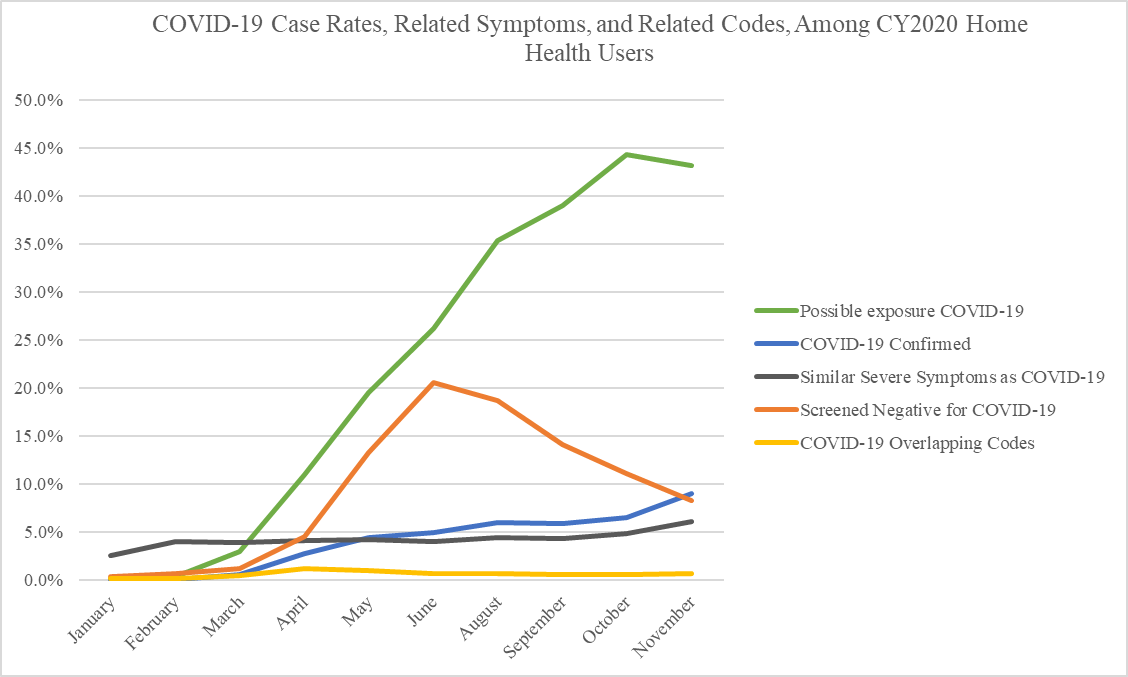 COVID-19 Case Rates, Related Symptoms, and Related Codes, Among CY2020 Home
Health Users
50.0%
45.0%
40.0%
35.0%
30.0%
25.0%
20.0%
15.0%
10.0%
5.0%
0.0%
January
February
March
April
May
June
August
September
October
November
Possible exposure COVID-19
COVID-19 Confirmed
Similar Severe Symptoms as COVID-19
Screened Negative for COVID-19
COVID-19 Overlapping Codes